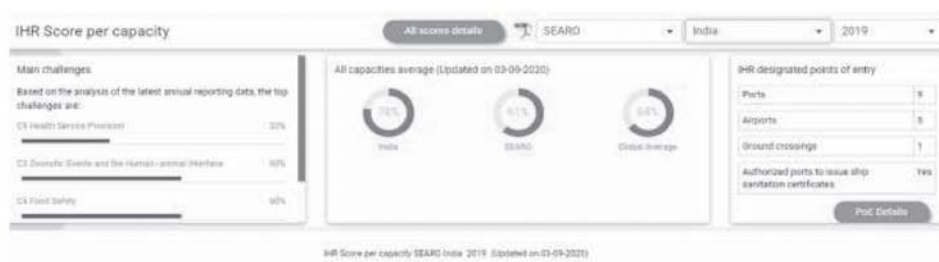 IHR Score per capacity
All scores details
SEARO
India
2019
Main challenges
Based on the analysis of the latest annual reporting data, the top
challenges are:
Health Service Provision 33%
Zoonotic Events and the Human-animal Interface 60%
Food Safety 60%
All capacities average (Updated on 03-09-2020)
India
61%
SEARO
64%
Global Average
IHR designated points of entry
Ports
Airports 5
Ground crossings 1
Authorized ports to issue ship Yes
sanitation certificates
PoE Details
IHR Score per capacity SEARO India 2019 (Updated on 03-09-2020)